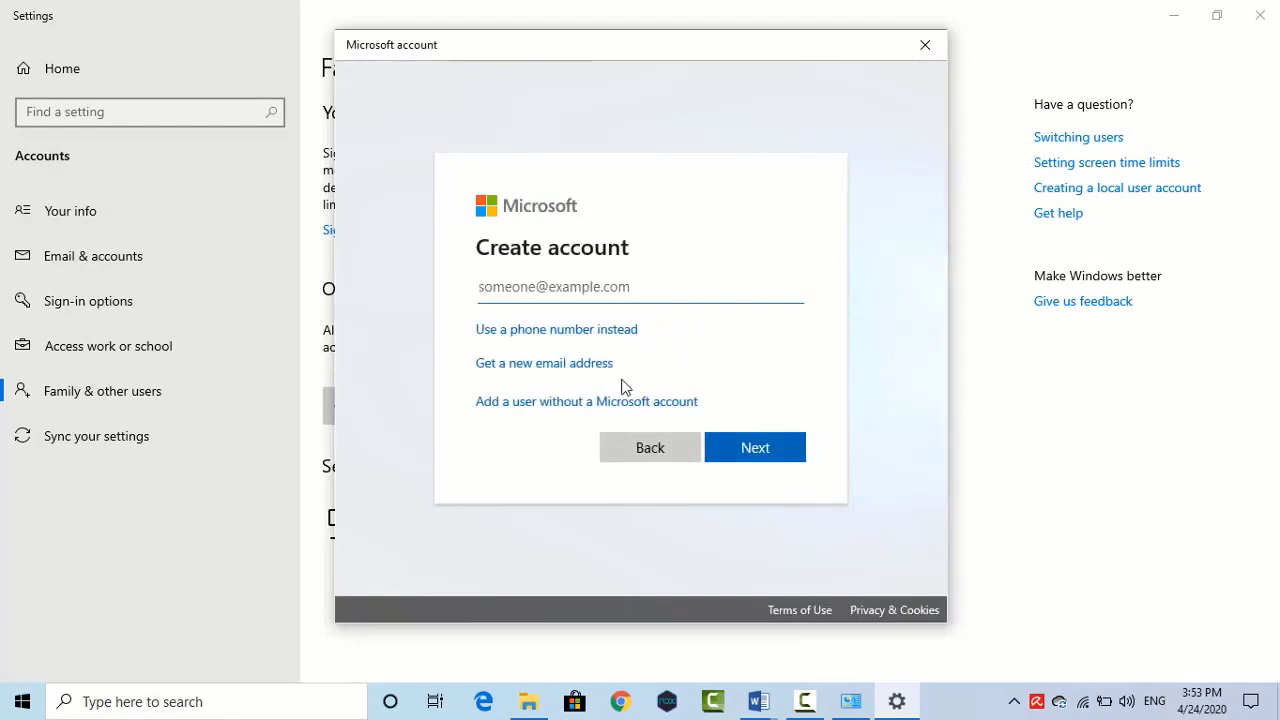 Settings
Microsoft account
Home
Find a setting
Accounts
Your info
Email & accounts
Sign-in options
Access work or school
Family & other users
Sync your settings
Microsoft
Create account
someone@example.com
Use a phone number instead
Get a new email address
Add a user without a Microsoft account
Back
Next
Terms of Use
Privacy & Cookies
Have a question?
Switching users
Setting screen time limits
Creating a local user account
Get help
Make Windows better
Give us feedback
Type here to search
ENG
3:53 PM
4/24/2020